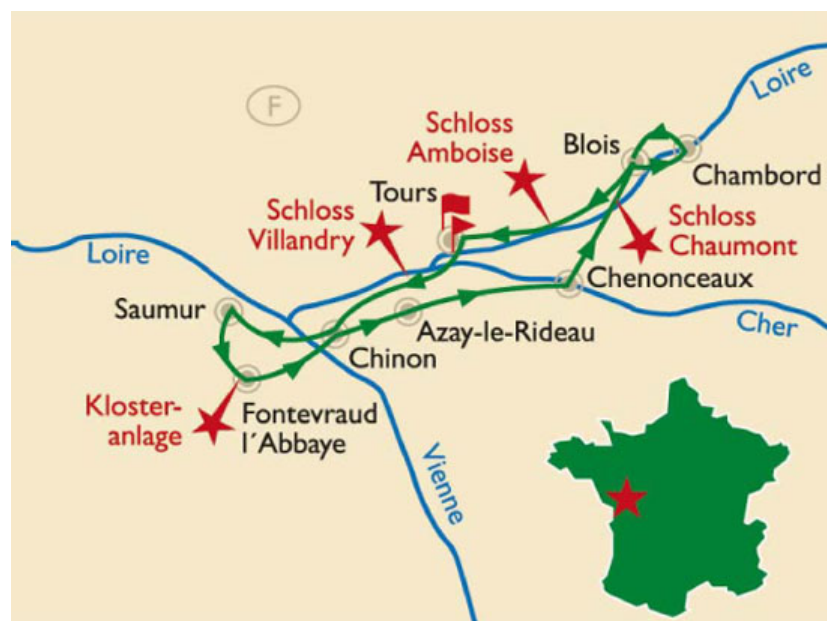 F
Loire
Schloss
Amboise
Blois
Chambord
Tours
Schloss
Villandry
Schloss
Chaumont
Loire
Chenonceaux
Saumur
Cher
Azay-le-Rideau
Chinon
Kloster-
anlage
Fontevraud
l´Abbaye
Vienne